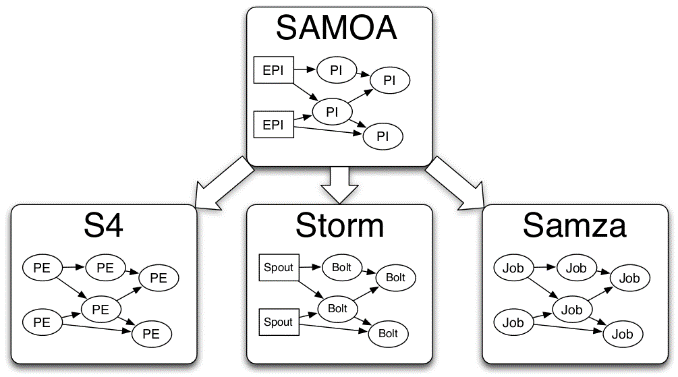 SAMOA
EPI PI PI
EPI PI PI
S4
PE PE PE
PE PE PE
Storm
Spout Bolt Bolt
Spout Bolt Bolt
Samza
Job Job Job
Job Job Job